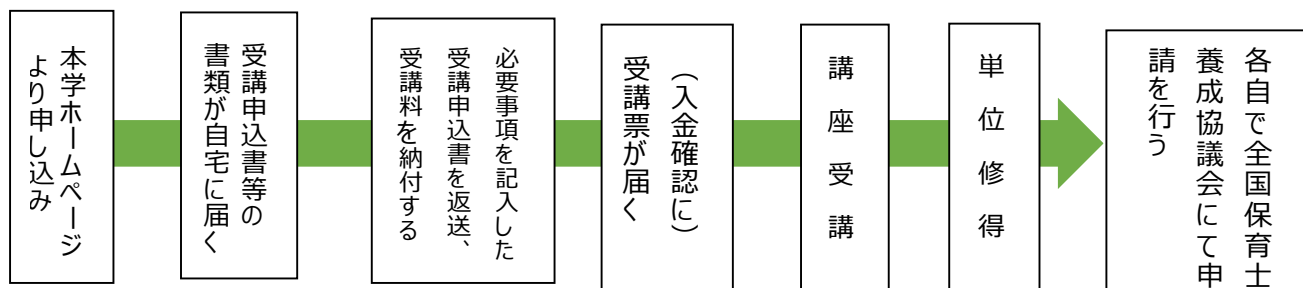 本学ホームページ
より申し込み
受講申込書等の
書類が自宅に届く
必要事項を記入した
受講申込書を返送、
受講料を納付する
（入金確認に）
受講票が届く
講座受講
単位修得
各自で全国保育士
養成協議会にて申
請を行う